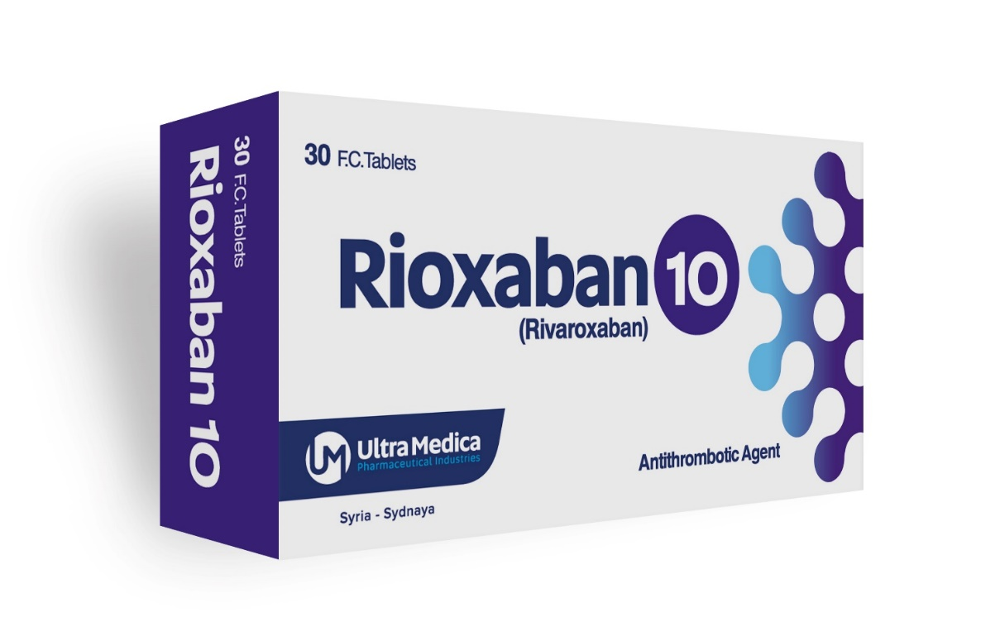 30 F.C.Tablets
Rioxaban 10
30 F.C.Tablets
Rioxaban 10
(Rivaroxaban)
UM Ultra Medica
Pharmaceutical Industries
Syria - Sydnaya
Antithrombotic Agent